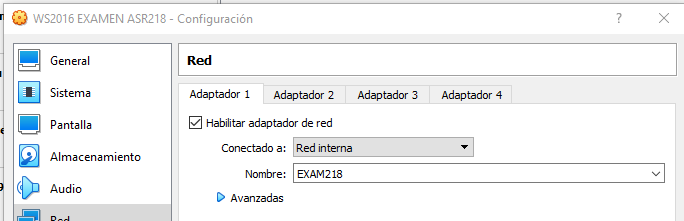 WS2016 EXAMEN ASR218 - Configuración
? ×
General
Sistema
Pantalla
Almacenamiento
Audio
Red
Red
Adaptador 1 Adaptador 2 Adaptador 3 Adaptador 4
Habilitar adaptador de red
Conectado a: Red interna
Nombre: EXAM218
Avanzadas